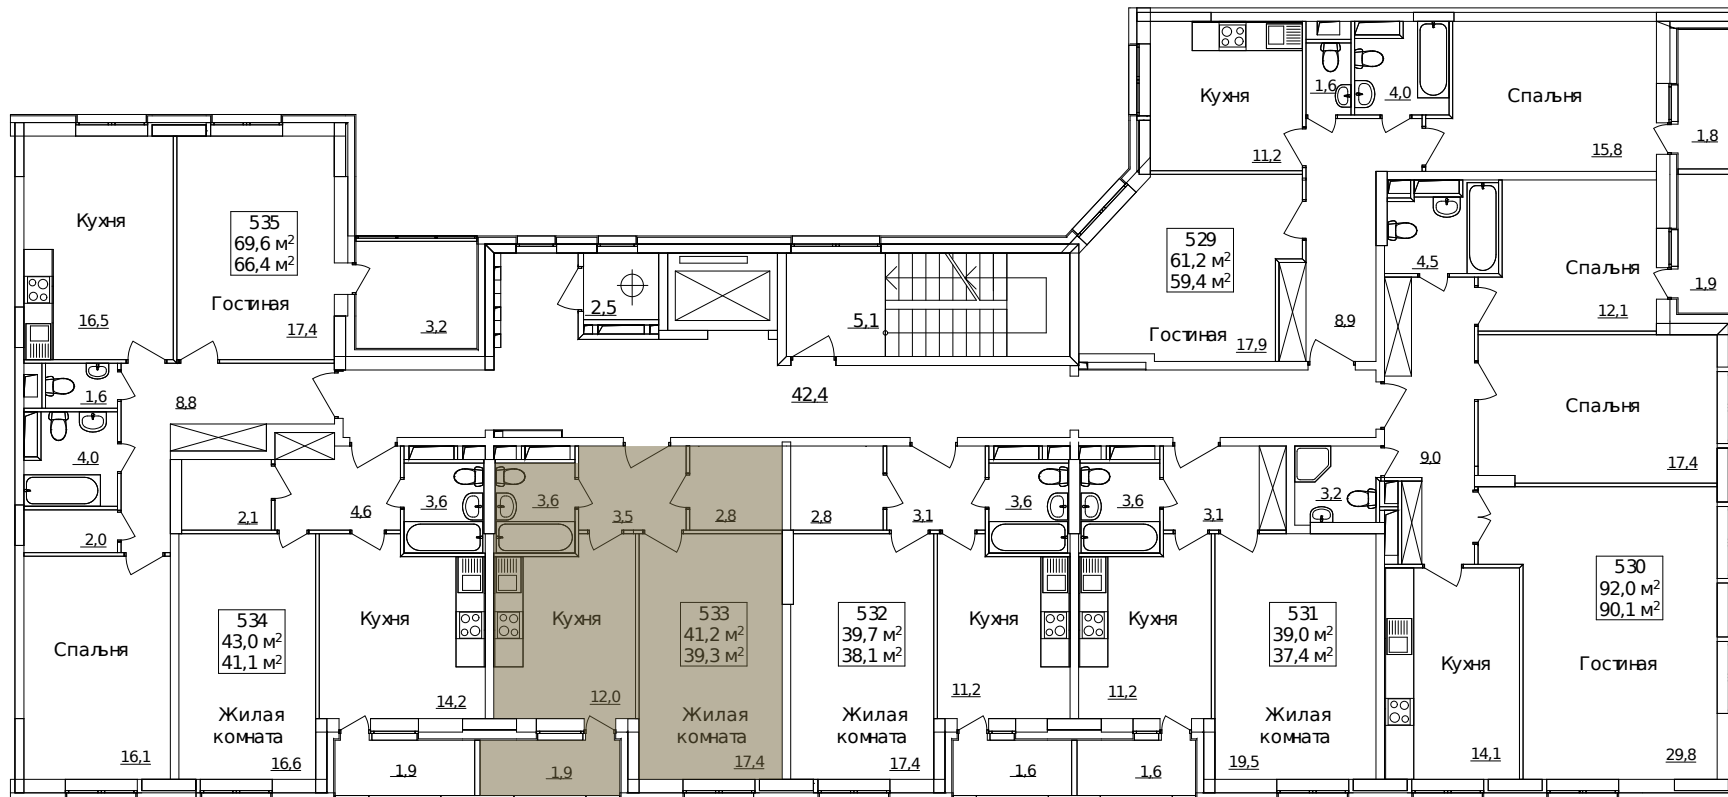 Кухня
1,6
4,0
Спальня
11,2
15,8
1,8
Кухня
535
69,6 м²
66,4 м²
Гостиная
16,5
17,4
3,2
2,5
5,1
529
61,2 м²
59,4 м²
Гостиная
17,9
8,9
4,5
Спальня
12,1
1,9
1,6
8,8
42,4
Спальня
17,4
4,0
2,0
2,1
4,6
3,6
3,6
3,5
2,8
2,8
3,1
3,6
3,6
3,1
3,2
9,0
Спальня
16,1
534
43,0 м²
41,1 м²
Жилая
комната
16,6
Кухня
14,2
1,9
Кухня
12,0
1,9
533
41,2 м²
39,3 м²
Жилая
комната
17,4
532
39,7 м²
38,1 м²
Жилая
комната
17,4
Кухня
11,2
1,6
Кухня
11,2
1,6
531
39,0 м²
37,4 м²
Жилая
комната
19,5
Кухня
14,1
530
92,0 м²
90,1 м²
Гостиная
29,8